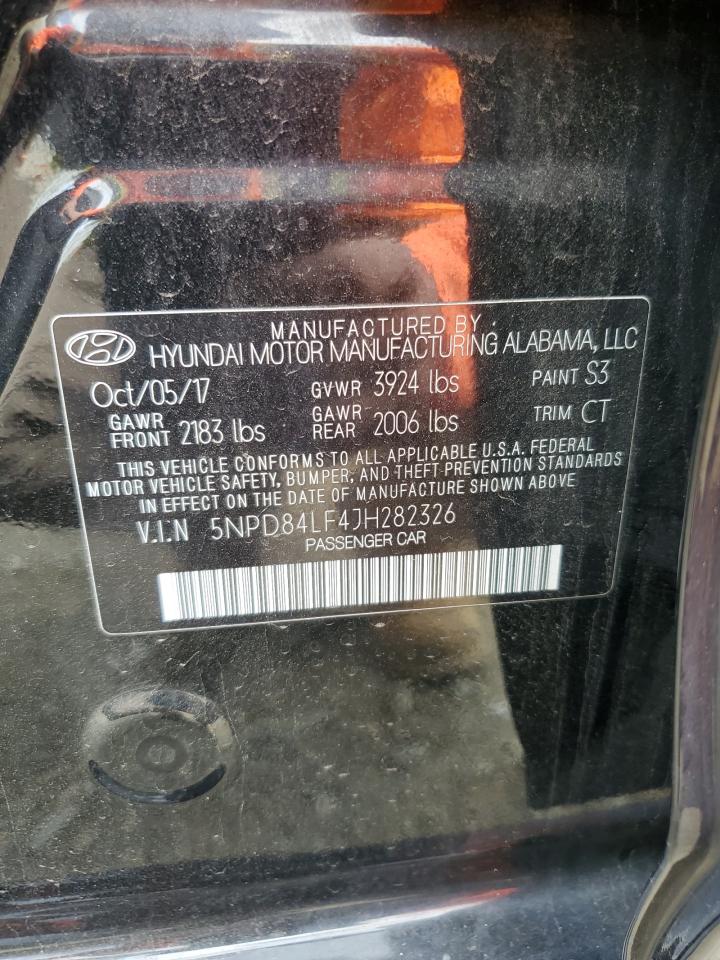 MANUFACTURED BY
HYUNDAI MOTOR MANUFACTURING ALABAMA, LLC
Oct/05/17 GVWR 3924 lbs PAINT S3
GAWR FRONT 2183 lbs GAWR REAR 2006 lbs TRIM CT
THIS VEHICLE CONFORMS TO ALL APPLICABLE U.S.A. FEDERAL
MOTOR VEHICLE SAFETY, BUMPER, AND THEFT PREVENTION STANDARDS
IN EFFECT ON THE DATE OF MANUFACTURE SHOWN ABOVE
V.I.N 5NPD84LF4JH282326
PASSENGER CAR